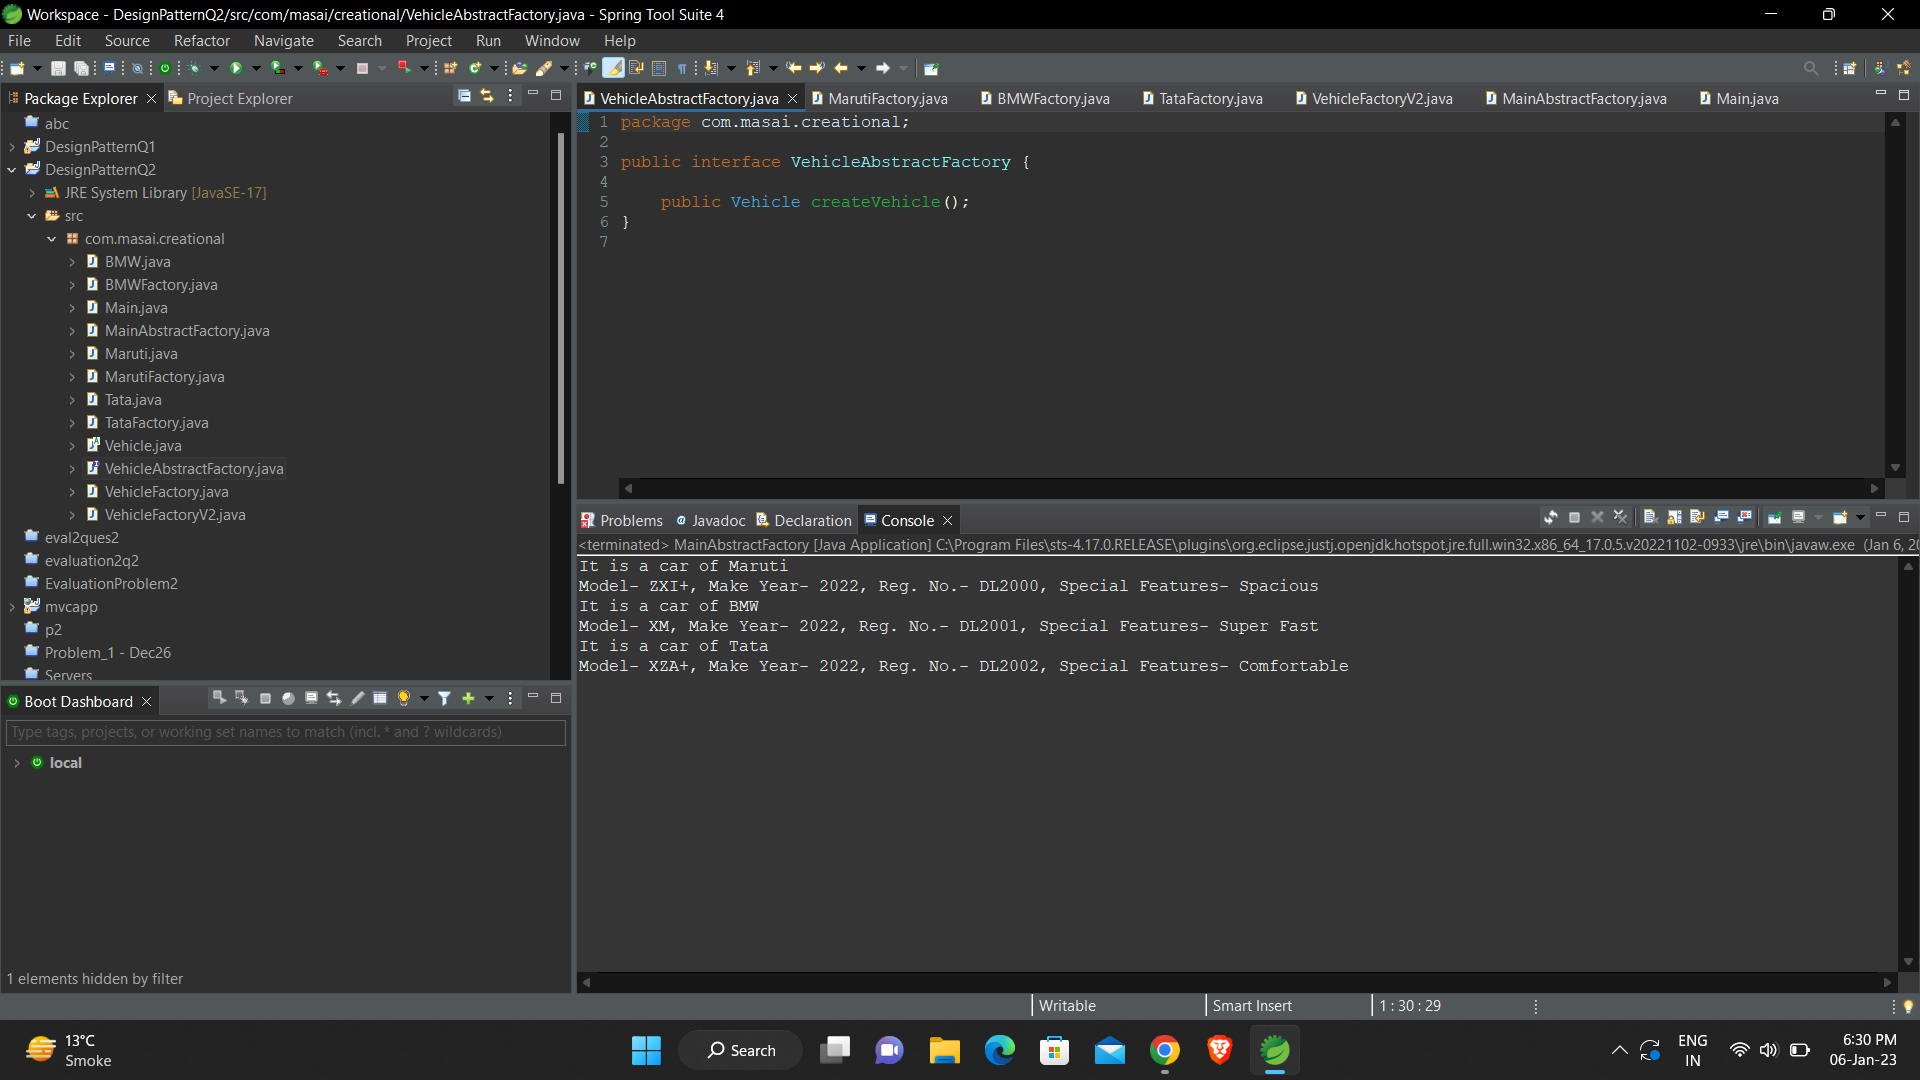 Workspace - DesignPatternQ2/src/com/masai/creational/VehicleAbstractFactory.java - Spring Tool Suite 4
File Edit Source Refactor Navigate Search Project Run Window Help
Package Explorer
Project Explorer
abc
DesignPatternQ1
DesignPatternQ2
JRE System Library [JavaSE-17]
src
com.masai.creational
BMW.java
BMWFactory.java
Main.java
MainAbstractFactory.java
Maruti.java
MarutiFactory.java
Tata.java
TataFactory.java
Vehicle.java
VehicleAbstractFactory.java
VehicleFactory.java
VehicleFactoryV2.java
eval2ques2
evaluation2q2
EvaluationProblem2
mvcapp
p2
Problem_1 - Dec26
Servers
Boot Dashboard
Type tags, projects, or working set names to match (incl. * and ? wildcards)
local
1 elements hidden by filter
VehicleAbstractFactory.java MarutiFactory.java BMWFactory.java TataFactory.java VehicleFactoryV2.java MainAbstractFactory.java Main.java
1 package com.masai.creational;
2
3 public interface VehicleAbstractFactory {
4
5 public Vehicle createVehicle();
6 }
7
Problems Javadoc Declaration Console
<terminated> MainAbstractFactory [Java Application] C:\Program Files\sts-4.17.0.RELEASE\plugins\org.eclipse.justj.openjdk.hotspot.jre.full.win32.x86_64_17.0.5.v20221102-0933\jre\bin\javaw.exe (Jan 6, 20
It is a car of Maruti
Model- ZXI+, Make Year- 2022, Reg. No.- DL2000, Special Features- Spacious
It is a car of BMW
Model- XM, Make Year- 2022, Reg. No.- DL2001, Special Features- Super Fast
It is a car of Tata
Model- XZA+, Make Year- 2022, Reg. No.- DL2002, Special Features- Comfortable
Writable
Smart Insert
1 : 30 : 29
13°C
Smoke
Search
ENG
IN
6:30 PM
06-Jan-23